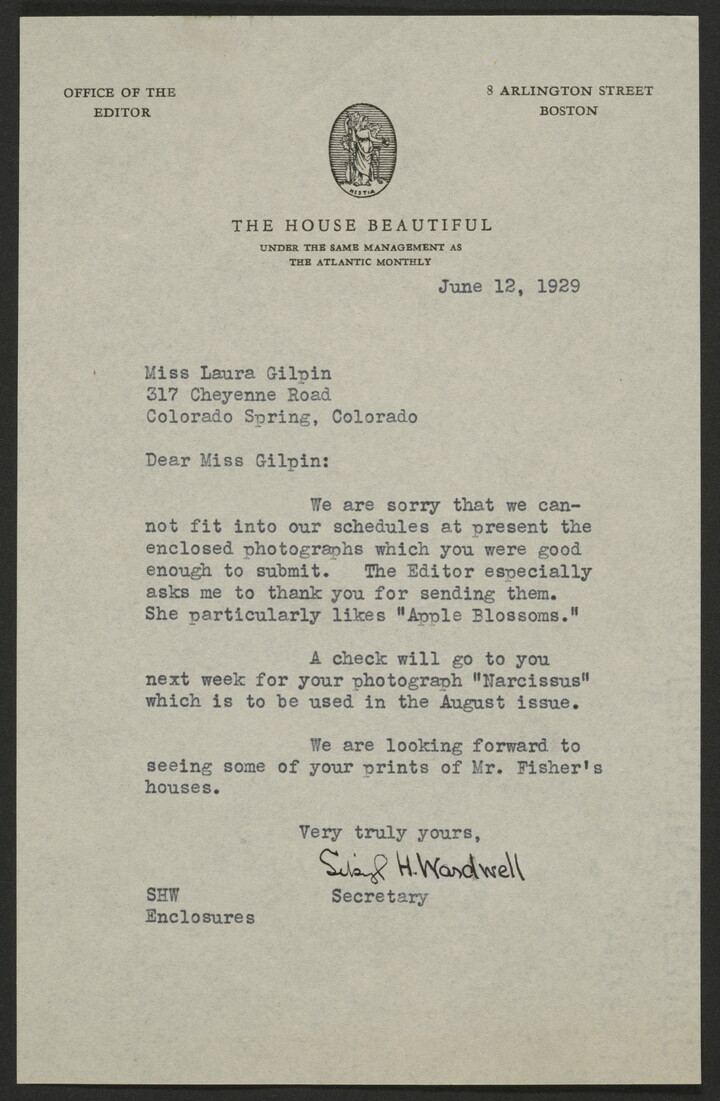 OFFICE OF THE
EDITOR
8 ARLINGTON STREET
BOSTON
HESTIA
THE HOUSE BEAUTIFUL
UNDER THE SAME MANAGEMENT AS
THE ATLANTIC MONTHLY
June 12, 1929
Miss Laura Gilpin
317 Cheyenne Road
Colorado Spring, Colorado
Dear Miss Gilpin:
We are sorry that we can-
not fit into our schedules at present the
enclosed photographs which you were good
enough to submit. The Editor especially
asks me to thank you for sending them.
She particularly likes "Apple Blossoms."
A check will go to you
next week for your photograph "Narcissus"
which is to be used in the August issue.
We are looking forward to
seeing some of your prints of Mr. Fisher's
houses.
Very truly yours,
H. Wardwell
SHW Secretary
Enclosures